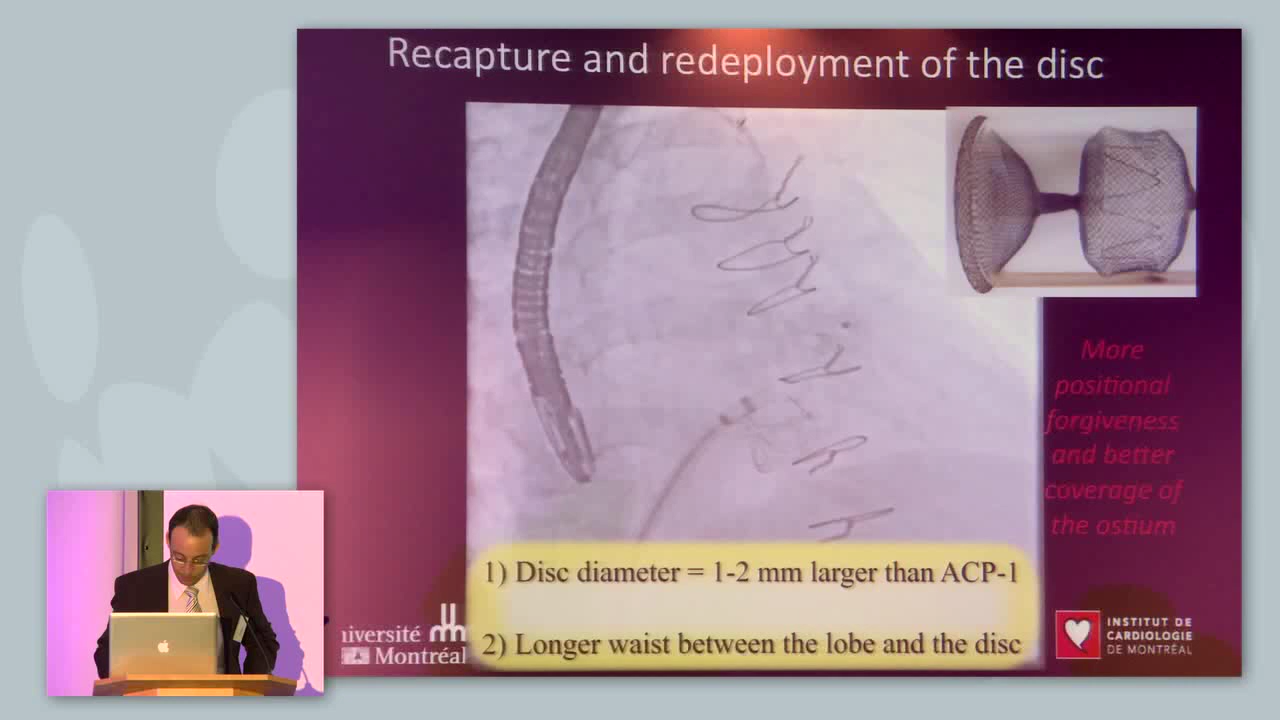 Recapture and redeployment of the disc
More
positional
forgiveness
and better
coverage of
the ostium
1) Disc diameter = 1-2 mm larger than ACP-1
2) Longer waist between the lobe and the disc
iversité
Montréal
INSTITUT DE
CARDIOLOGIE
DE MONTRÉAL